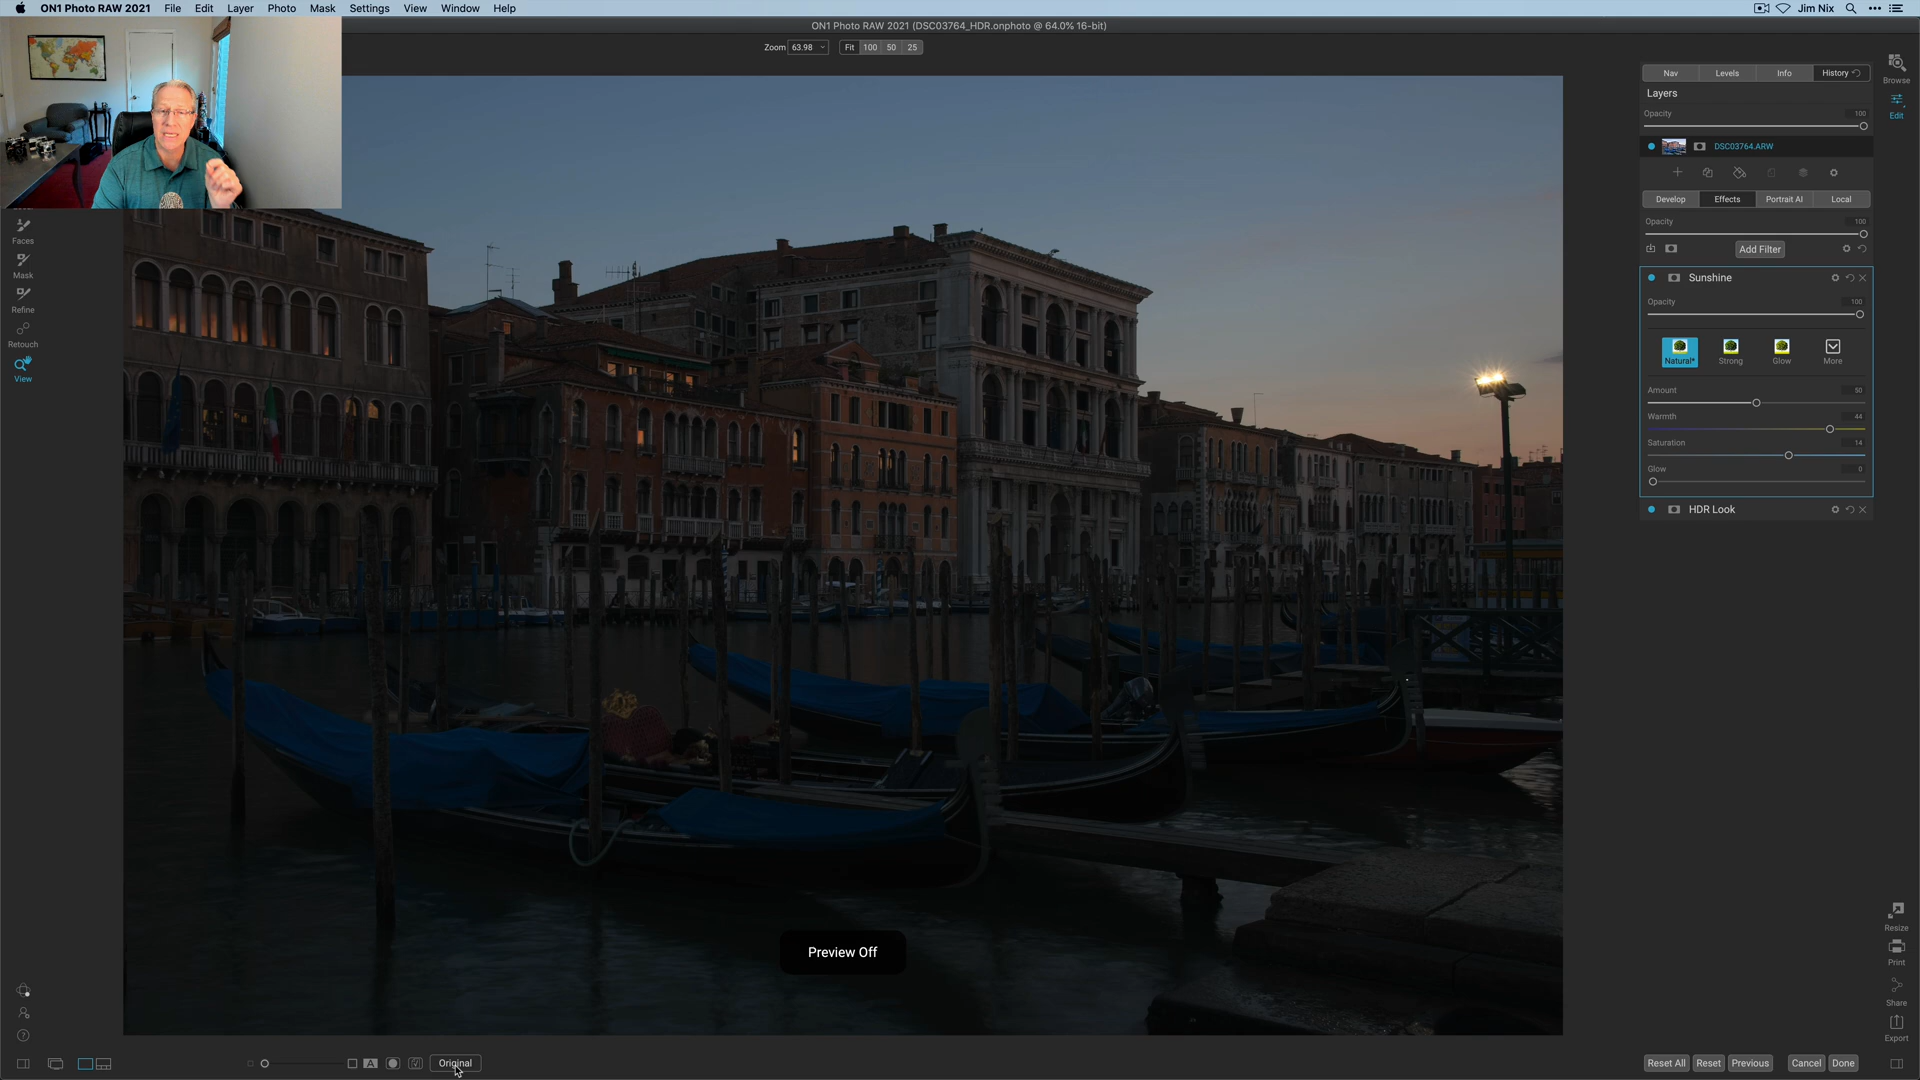 ON1 Photo RAW 2021 File Edit Layer Photo Mask Settings View Window Help Jim Nix
ON1 Photo RAW 2021 (DSC03764_HDR.onphoto @ 64.0% 16-bit)
Zoom 63.98 Fit 100 50 25
Nav Levels Info History
Browse
Layers
Edit
Opacity 100
DSC03764.ARW
Develop Effects Portrait AI Local
Opacity 100
Add Filter
Sunshine
Opacity 100
Natural* Strong Glow More
Amount 50
Warmth 44
Saturation 14
Glow 0
HDR Look
Faces
Mask
Refine
Retouch
View
Preview Off
Resize
Print
Share
Export
A Original Reset All Reset Previous Cancel Done